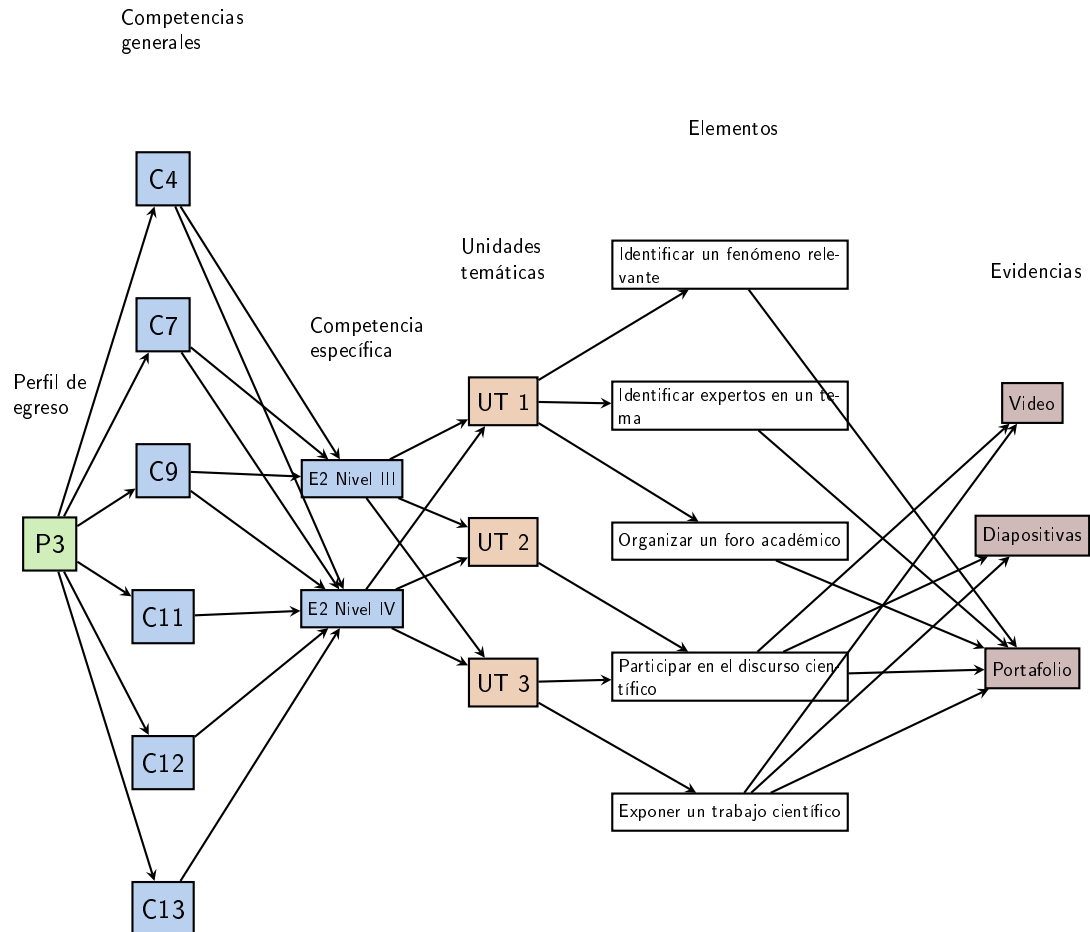 Competencias
generales
Elementos
C4
Unidades
temáticas
Identificar un fenómeno rele-
vante
Evidencias
C7
Competencia
específica
Perfil de
egreso
UT 1
Identificar expertos en un te-
ma
Video
C9
E2 Nivel III
P3
UT 2
Organizar un foro académico
Diapositivas
C11
E2 Nivel IV
UT 3
Participar en el discurso cien-
tífico
Portafolio
C12
Exponer un trabajo científico
C13